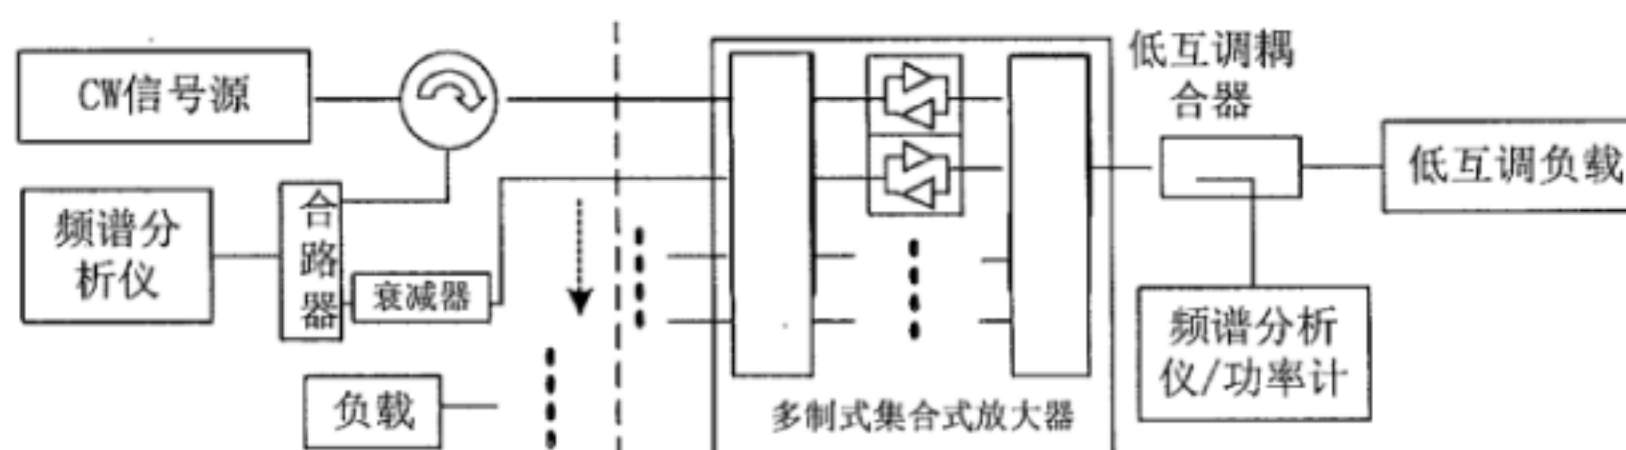 CW信号源
频谱分
析仪
合
路
器
衰减器
负载
多制式集合式放大器
低互调耦
合器
低互调负载
频谱分析
仪/功率计